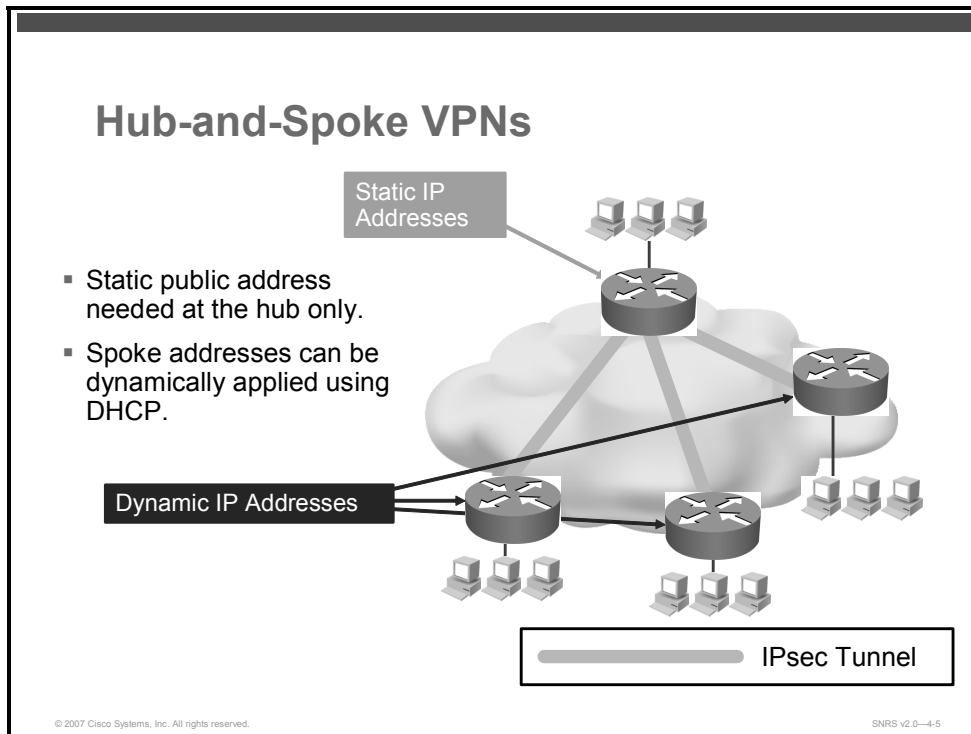 Hub-and-Spoke VPNs
Static IP
Addresses
▪ Static public address
needed at the hub only.
▪ Spoke addresses can be
dynamically applied using
DHCP.
Dynamic IP Addresses
IPsec Tunnel
© 2007 Cisco Systems, Inc. All rights reserved.
SNRS v2.0—4-5